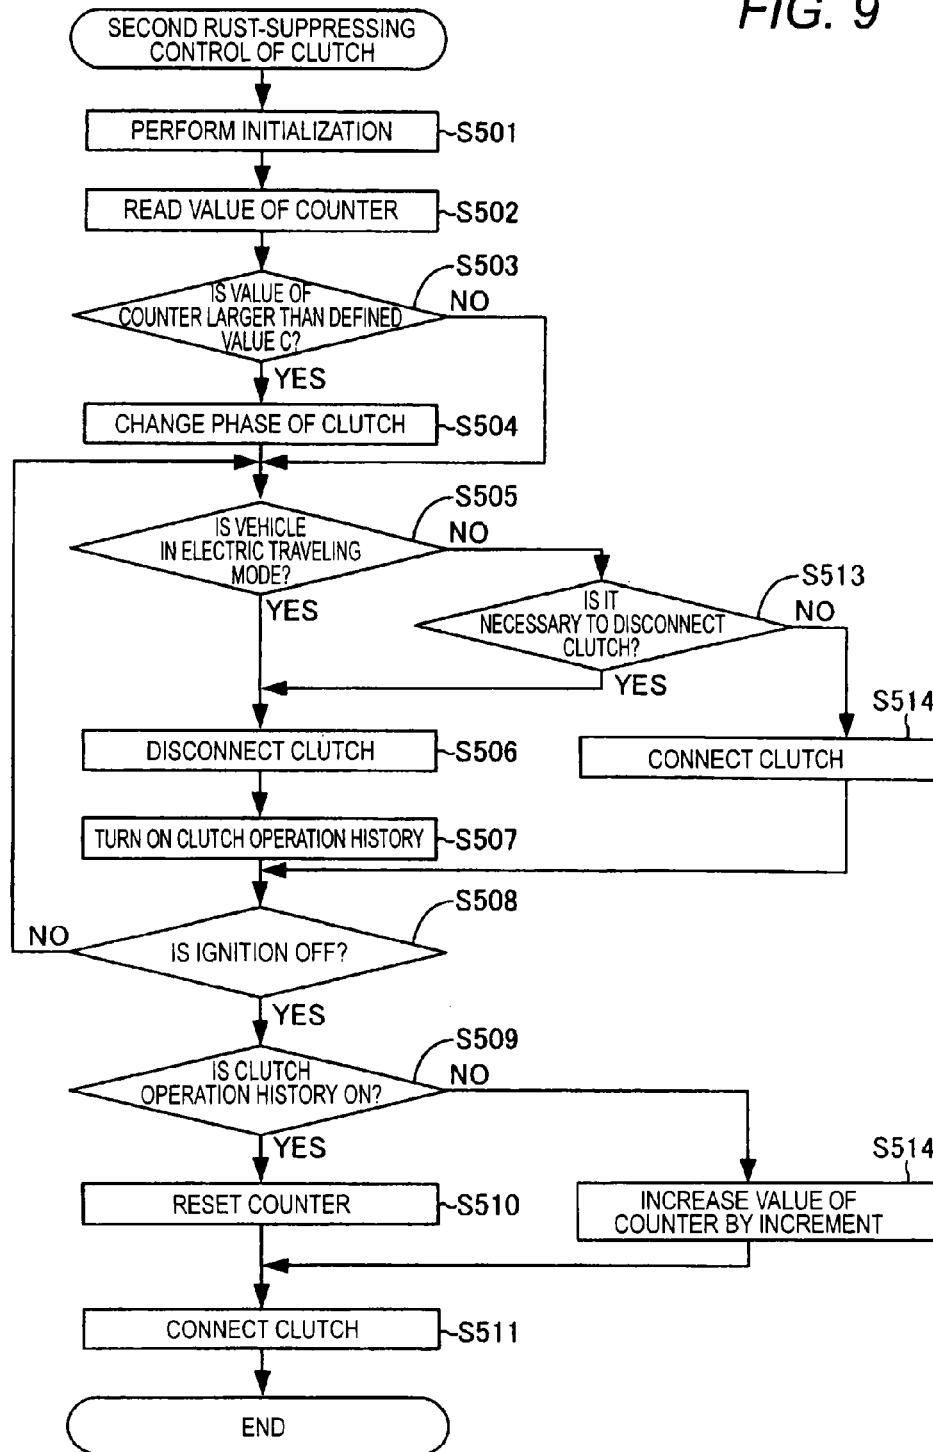 FIG. 9
SECOND RUST-SUPPRESSING
CONTROL OF CLUTCH
PERFORM INITIALIZATION
S501
READ VALUE OF COUNTER
S502
S503
IS VALUE OF
COUNTER LARGER THAN DEFINED
VALUE C?
NO
YES
CHANGE PHASE OF CLUTCH
S504
S505
IS VEHICLE
IN ELECTRIC TRAVELING
MODE?
NO
YES
S513
IS IT
NECESSARY TO DISCONNECT
CLUTCH?
NO
YES
S514
CONNECT CLUTCH
DISCONNECT CLUTCH
S506
TURN ON CLUTCH OPERATION HISTORY
S507
S508
IS IGNITION OFF?
NO
YES
S509
IS CLUTCH
OPERATION HISTORY ON?
NO
YES
S514
INCREASE VALUE OF
COUNTER BY INCREMENT
RESET COUNTER
S510
CONNECT CLUTCH
S511
END